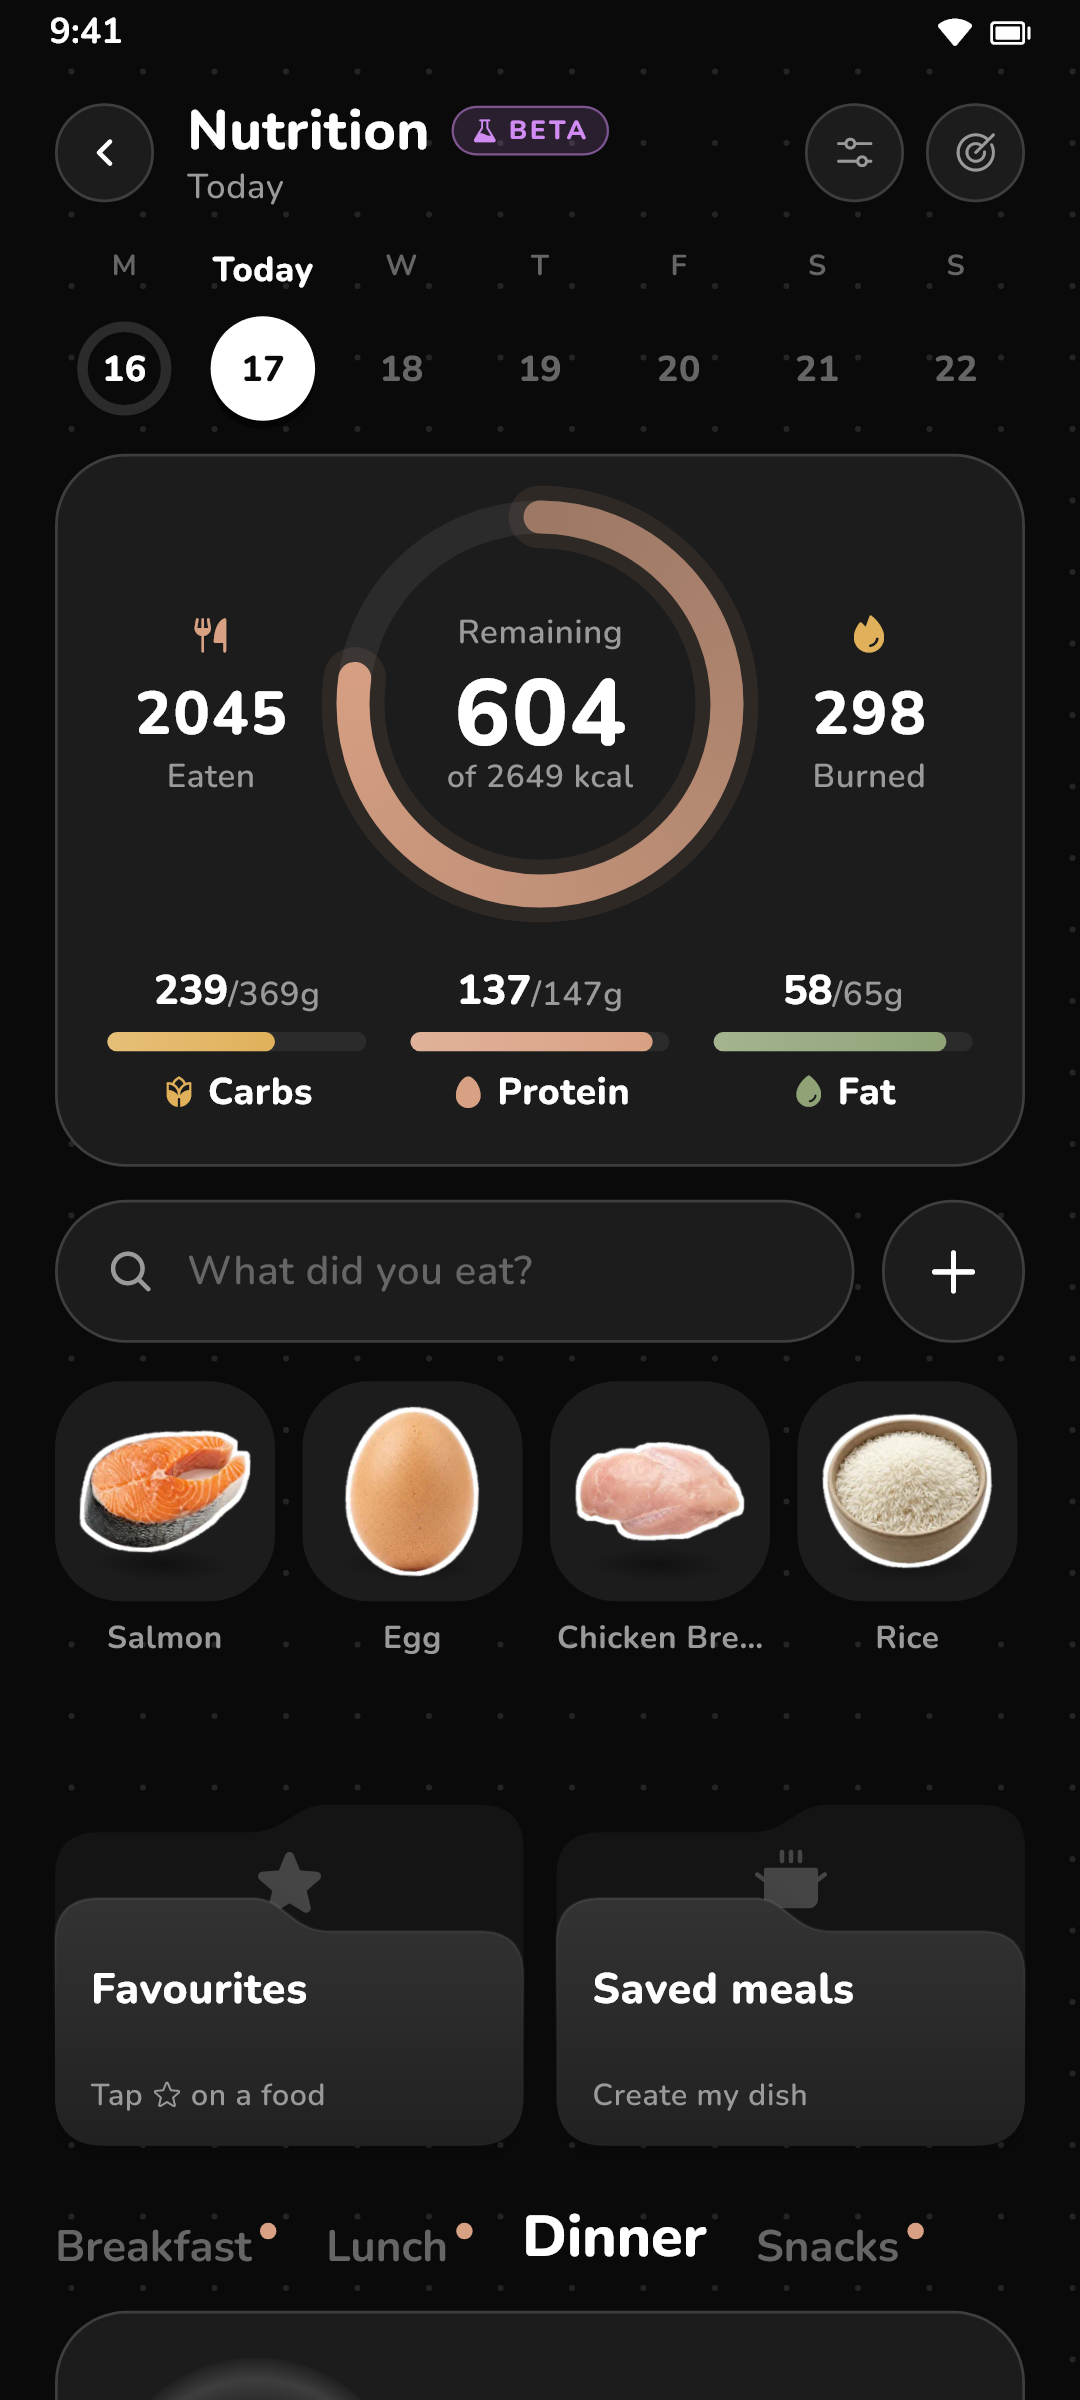 9:41
Nutrition BETA
Today
M Today W T F S S
16 17 18 19 20 21 22
Remaining
2045 604 298
Eaten of 2649 kcal Burned
239/369g 137/147g 58/65g
Carbs Protein Fat
What did you eat?
Salmon Egg Chicken Bre... Rice
Favourites Saved meals
Tap ☆ on a food Create my dish
Breakfast Lunch Dinner Snacks